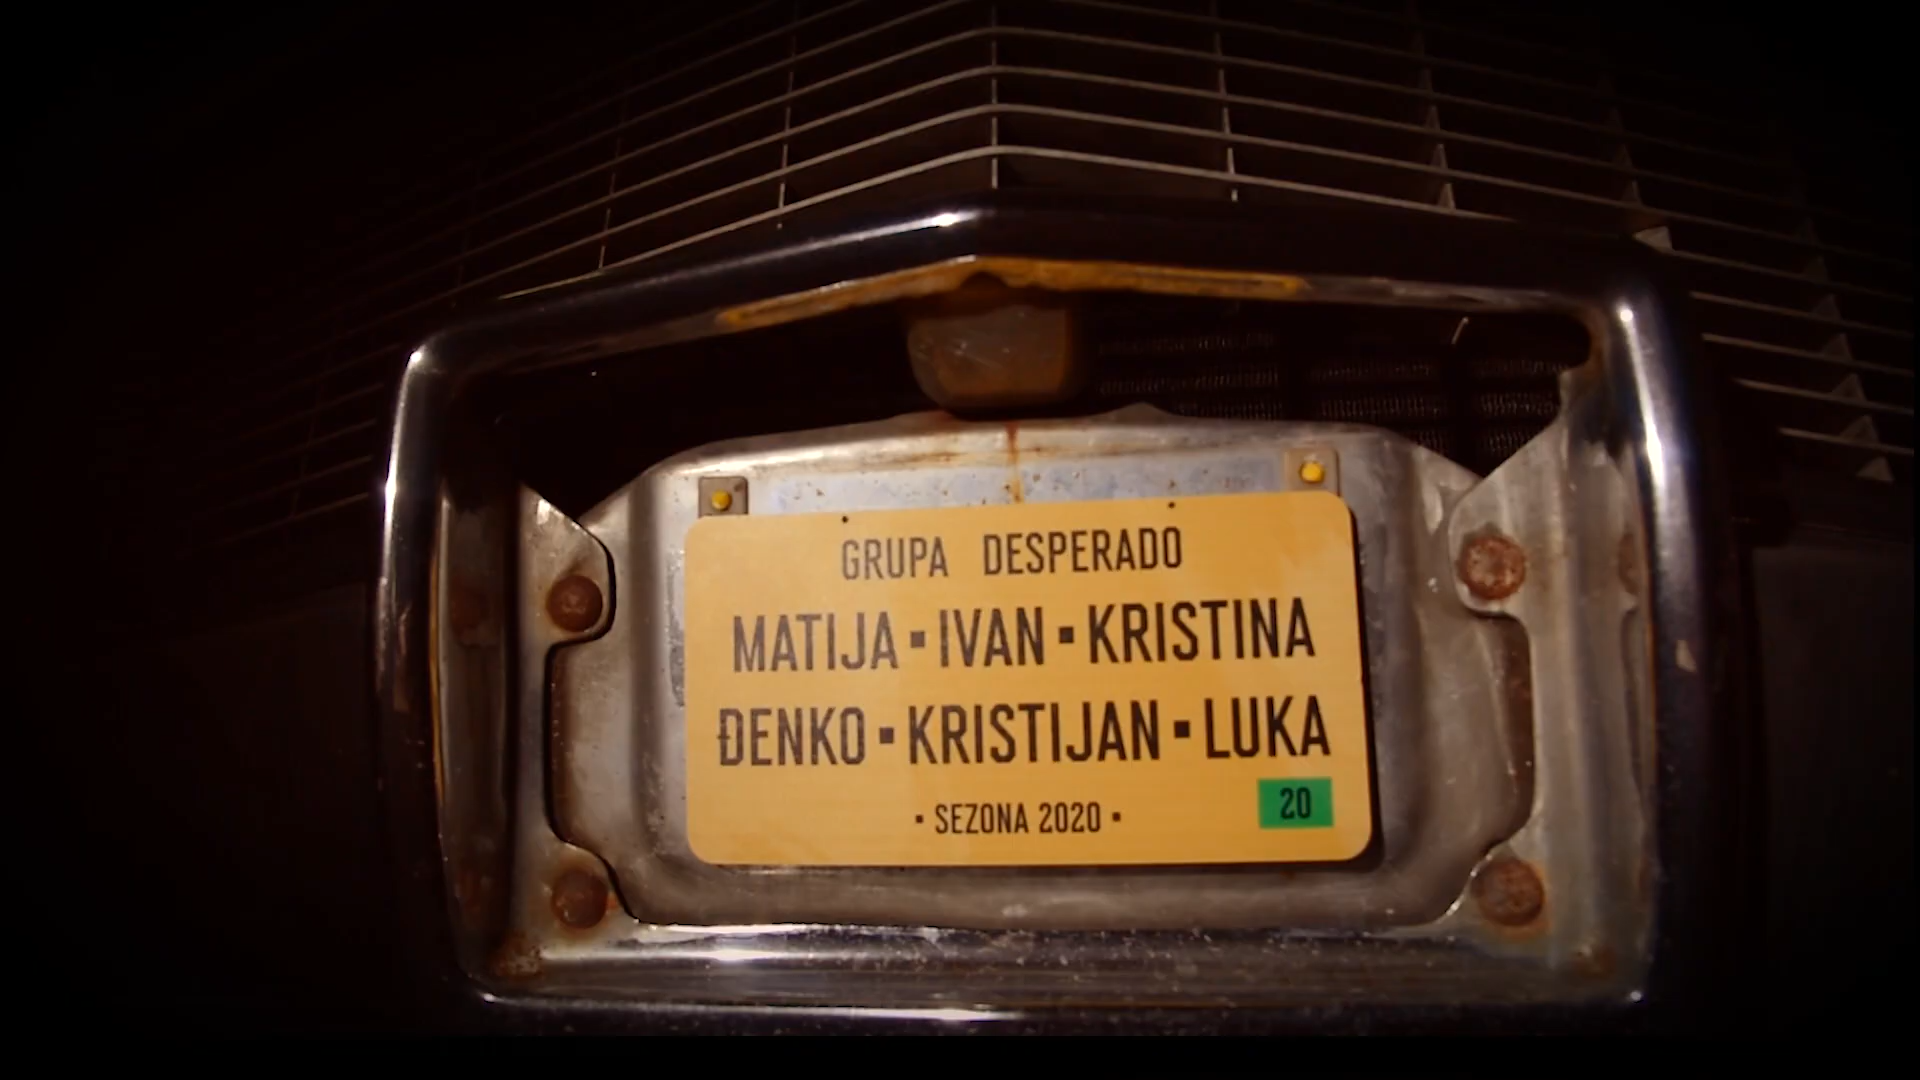 GRUPA DESPERADO
MATIJA ▪ IVAN ▪ KRISTINA
ĐENKO ▪ KRISTIJAN ▪ LUKA
▪ SEZONA 2020 ▪
20